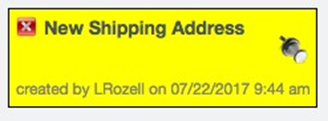 New Shipping Address
created by LRozell on 07/22/2017 9:44 am